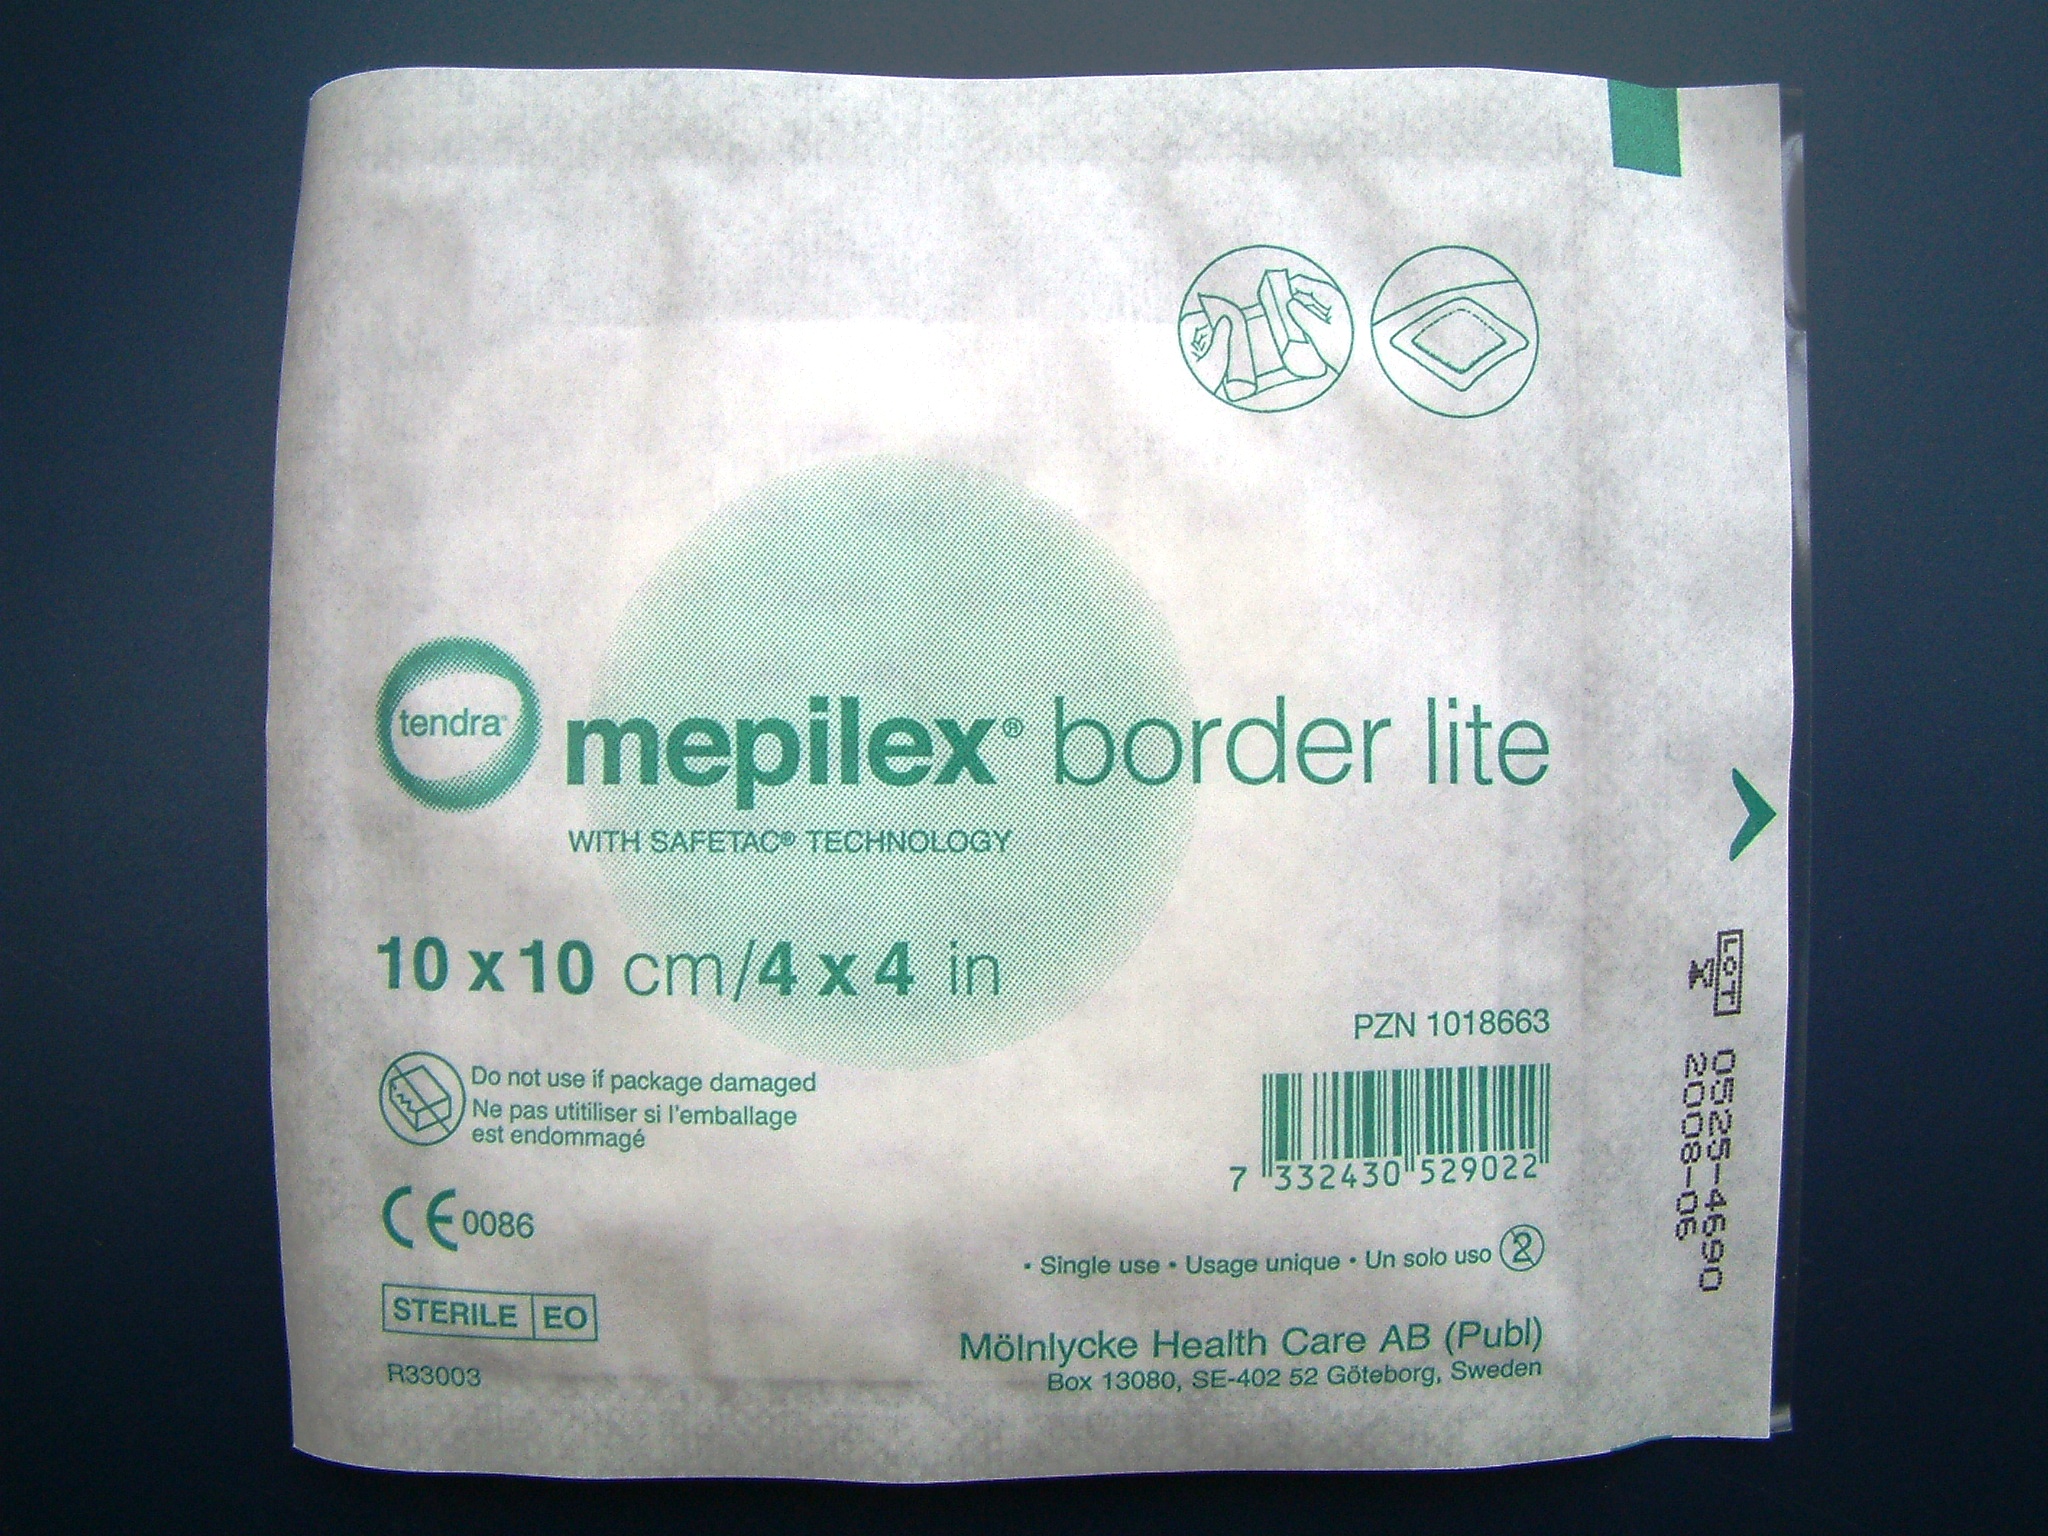 tendra®
mepilex® border lite
WITH SAFETAC® TECHNOLOGY
10 x 10 cm/4 x 4 in
PZN 1018663
Do not use if package damaged
Ne pas utitiliser si l'emballage
est endommagé
7 332430 529022
CE 0086
• Single use • Usage unique • Un solo uso 2
STERILE EO
Mölnlycke Health Care AB (Publ)
Box 13080, SE-402 52 Göteborg, Sweden
R33003
LOT 0525-4690
2008-06